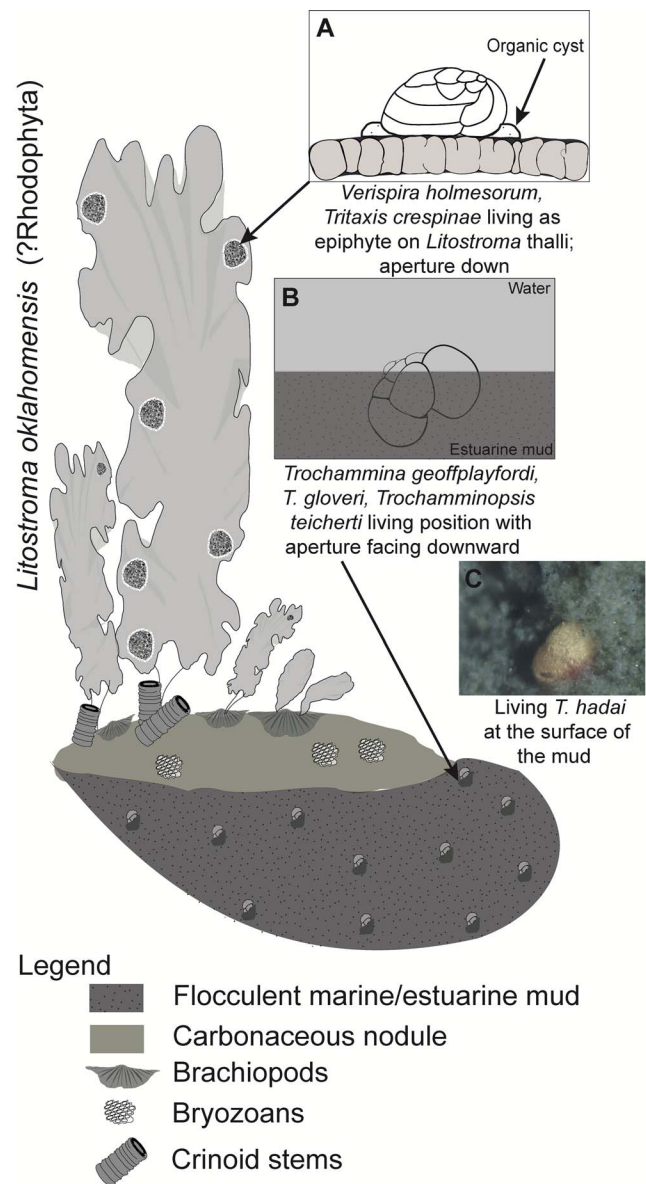 Litostroma oklahomensis (?Rhodophyta)
A
Organic cyst
Verispira holmesorum,
Tritaxis crespinae living as
epiphyte on Litostroma thalli;
aperture down
B
Water
Estuarine mud
Trochammina geoffplayfordi,
T. gloveri, Trochamminopsis
teicherti living position with
aperture facing downward
C
Living T. hadai
at the surface of
the mud
Legend
Flocculent marine/estuarine mud
Carbonaceous nodule
Brachiopods
Bryozoans
Crinoid stems